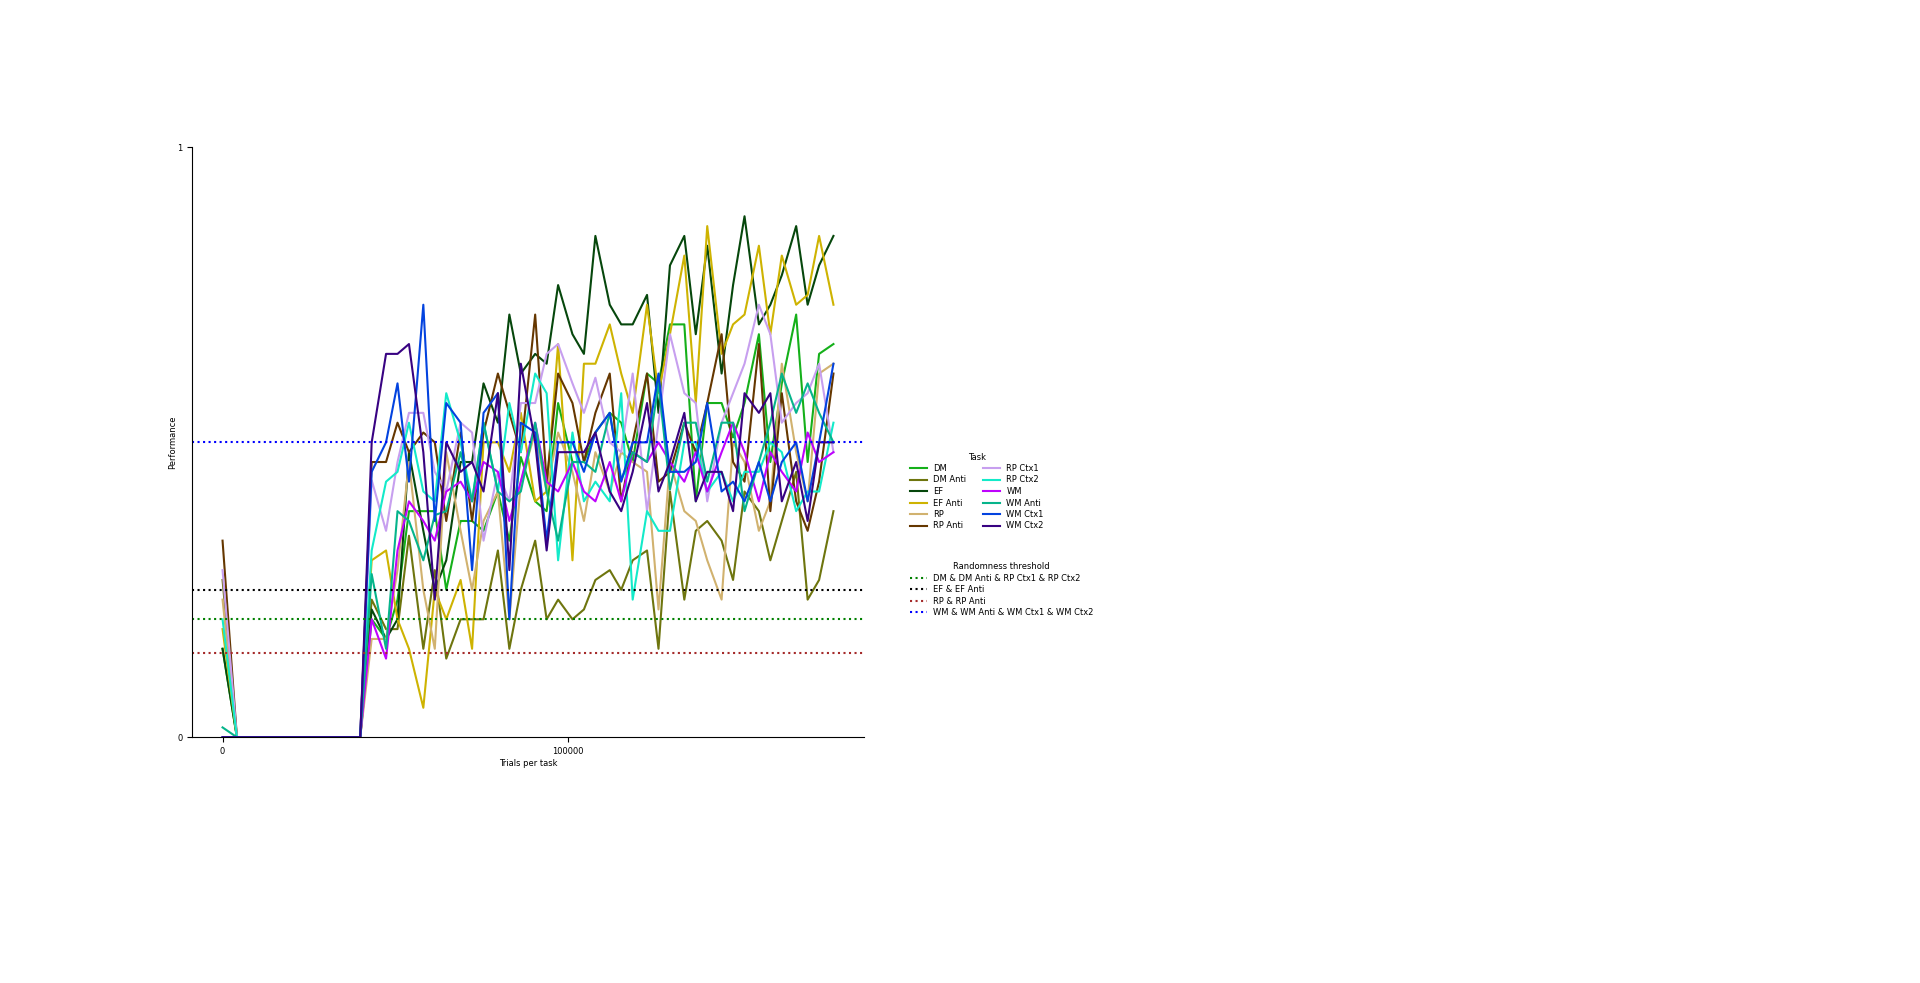 1
Performance
0
0
100000
Trials per task
Task
DM
DM Anti
EF
EF Anti
RP
RP Anti
RP Ctx1
RP Ctx2
WM
WM Anti
WM Ctx1
WM Ctx2
Randomness threshold
DM & DM Anti & RP Ctx1 & RP Ctx2
EF & EF Anti
RP & RP Anti
WM & WM Anti & WM Ctx1 & WM Ctx2